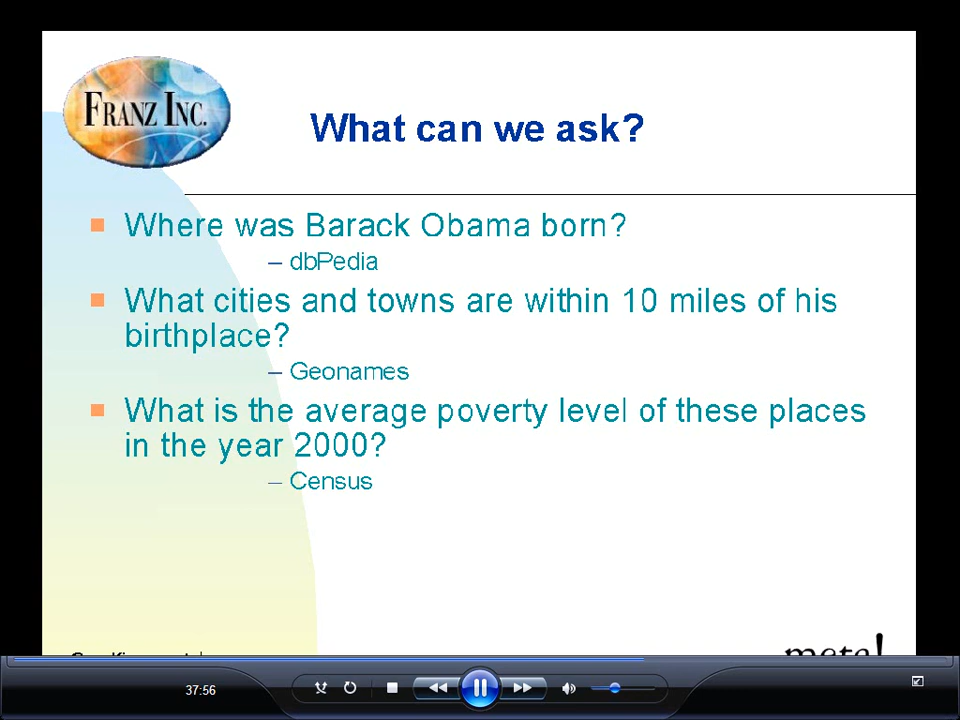 FRANZ INC.
What can we ask?
Where was Barack Obama born?
– dbPedia
What cities and towns are within 10 miles of his
birthplace?
– Geonames
What is the average poverty level of these places
in the year 2000?
– Census
meta!
37:56